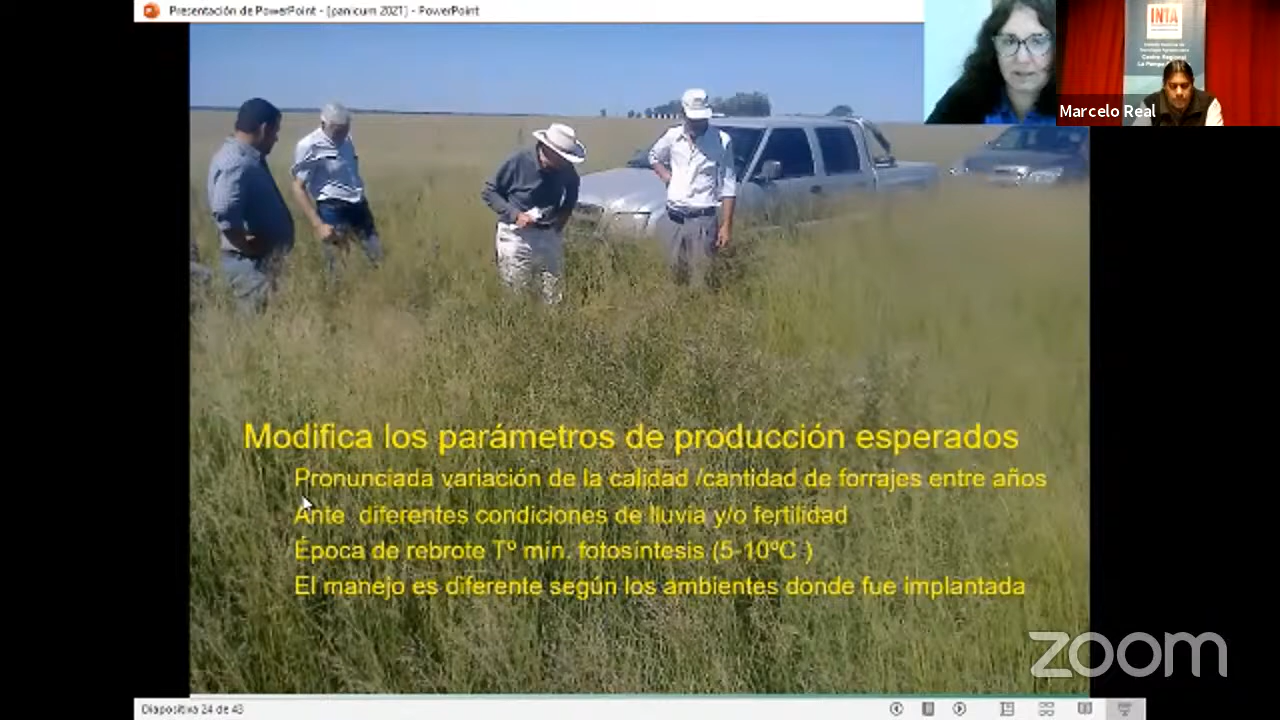 Presentación de PowerPoint - [panicum 2021] - PowerPoint
INTA
Centro Regional
Marcelo Real
Modifica los parámetros de producción esperados
Pronunciada variación de la calidad /cantidad de forrajes entre años
Ante diferentes condiciones de lluvia y/o fertilidad
Época de rebrote Tº min. fotosíntesis (5-10ºC )
El manejo es diferente según los ambientes donde fue implantada
zoom
Diapositiva 24 de 43